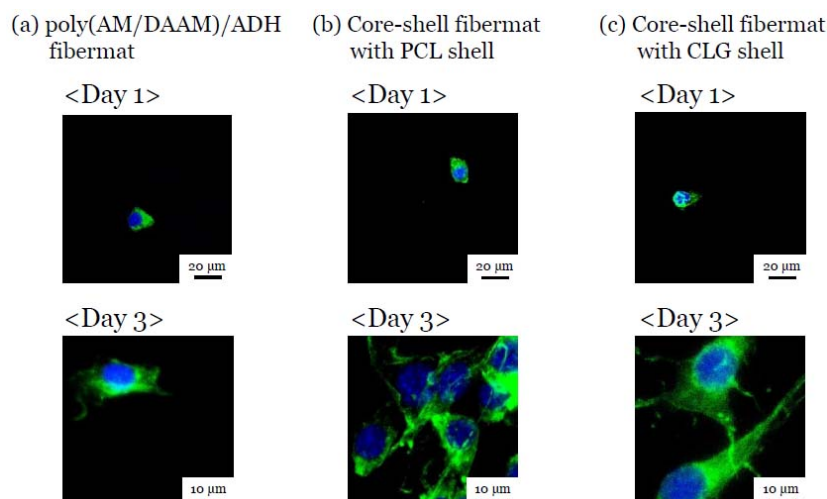 (a) poly(AM/DAAM)/ADH
fibermat
(b) Core-shell fibermat
with PCL shell
(c) Core-shell fibermat
with CLG shell
<Day 1>
<Day 1>
<Day 1>
20 μm
20 μm
20 μm
<Day 3>
<Day 3>
<Day 3>
10 μm
10 μm
10 μm